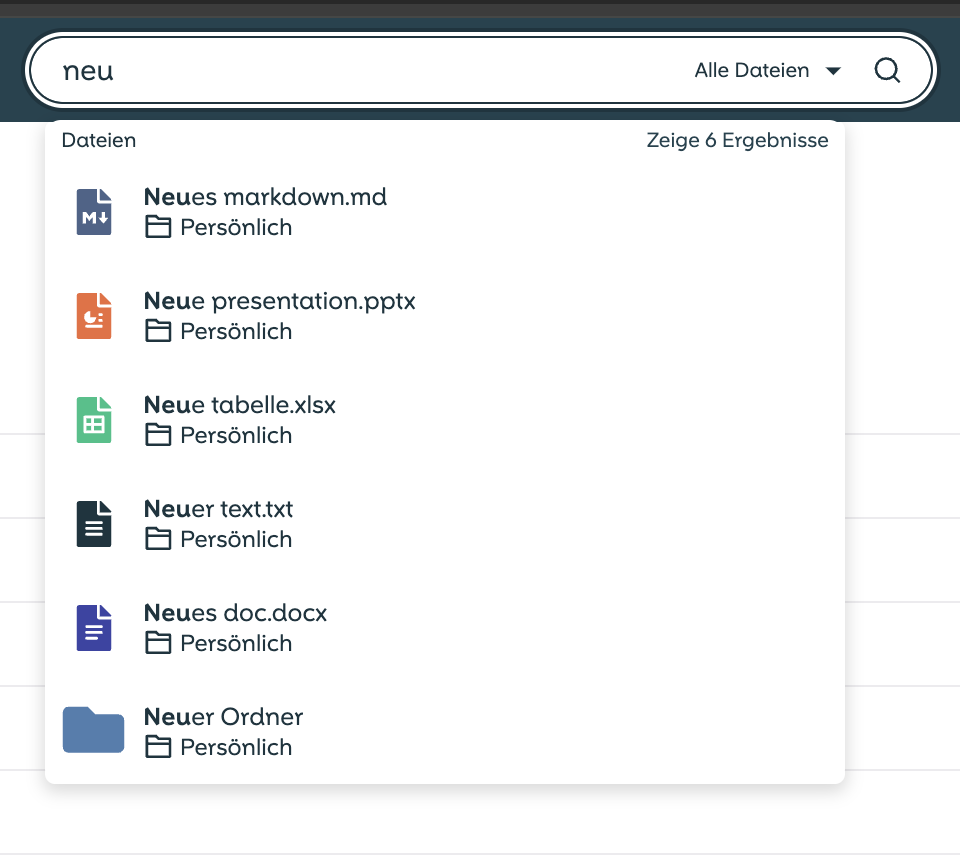 neu
Alle Dateien
Dateien
Zeige 6 Ergebnisse
M
Neues markdown.md
Persönlich
Neue presentation.pptx
Persönlich
Neue tabelle.xlsx
Persönlich
Neuer text.txt
Persönlich
Neues doc.docx
Persönlich
Neuer Ordner
Persönlich